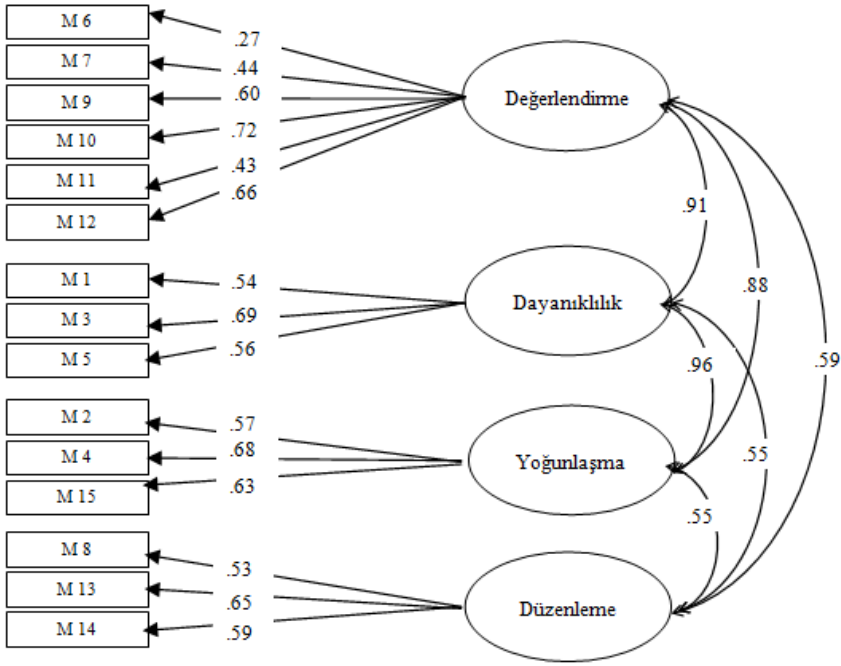 M 6
.27
M 7
.44
Değerlendirme
M 9
.60
M 10
.72
M 11
.43
M 12
.66
.91
M 1
.54
.88
M 3
.69
Dayanıklılık
M 5
.56
.96
.59
M 2
.57
M 4
.68
Yoğunlaşma
.55
M 15
.63
.55
M 8
.53
M 13
.65
Düzenleme
M 14
.59